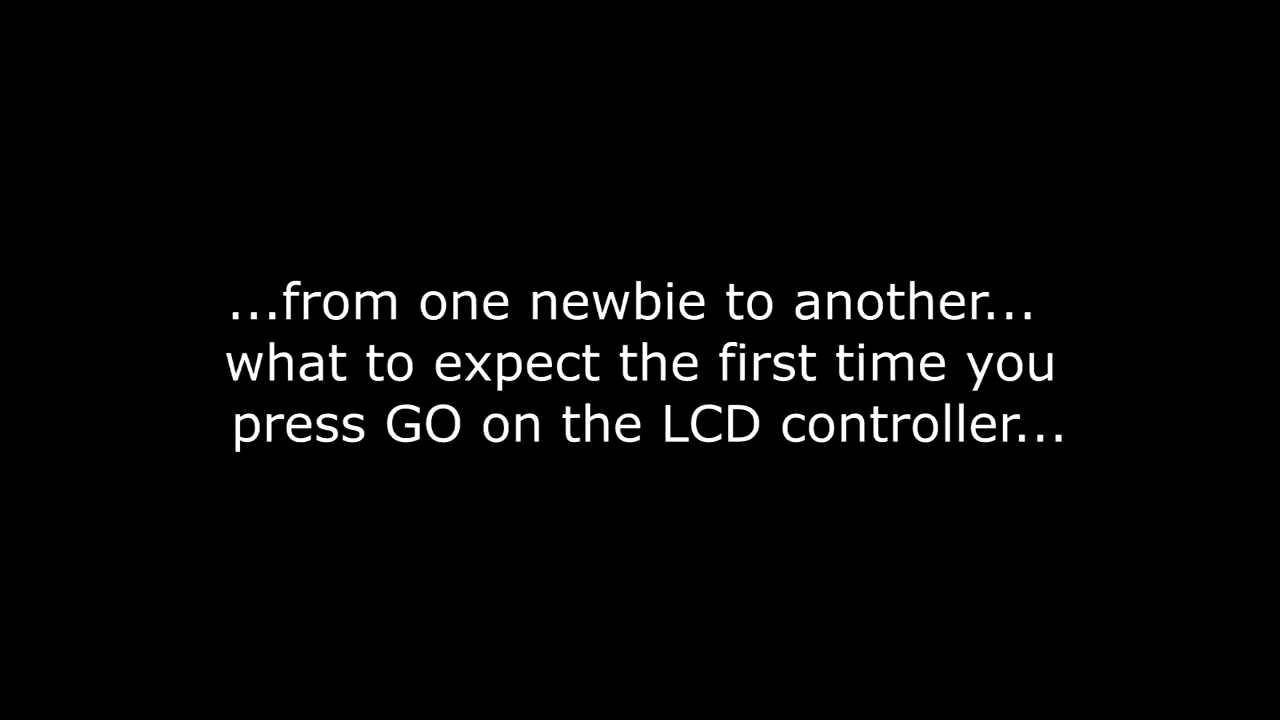 ...from one newbie to another...
what to expect the first time you
press GO on the LCD controller...